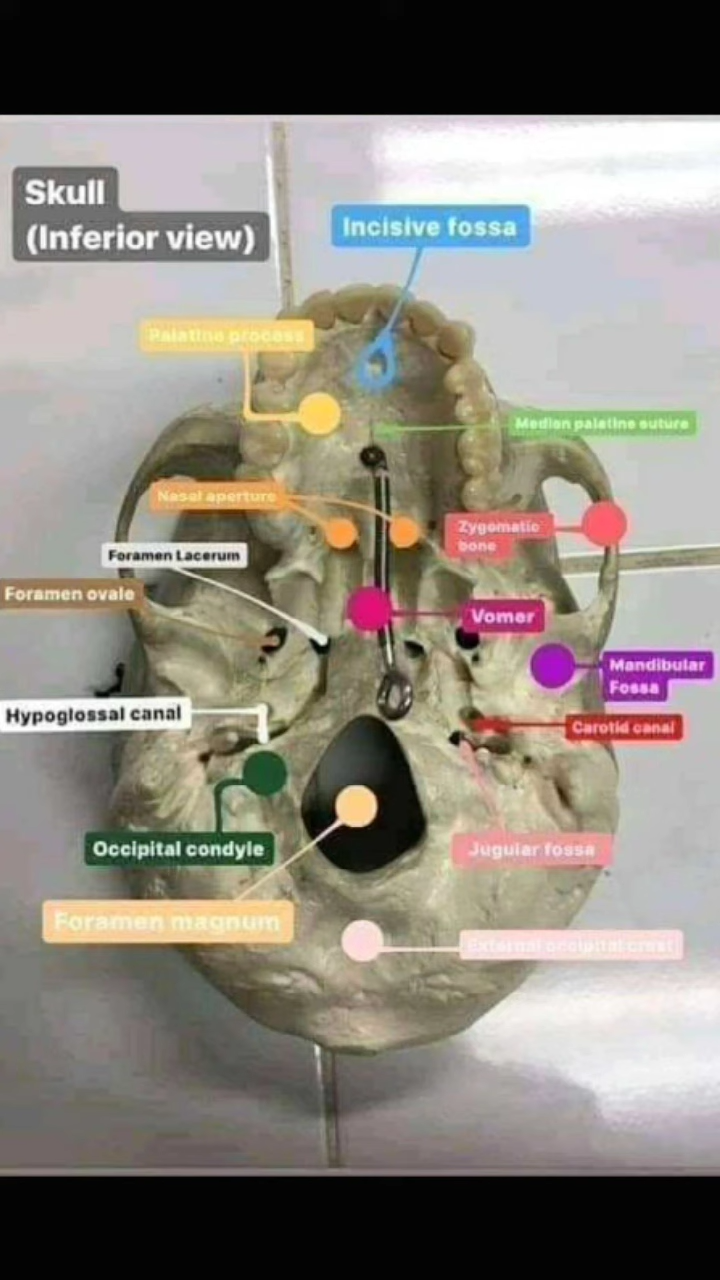 Skull
(Inferior view)
Incisive fossa
Palatine process
Median palatine suture
Nasal aperture
Zygomatic
bone
Foramen Lacerum
Foramen ovale
Vomer
Mandibular
Fossa
Hypoglossal canal
Carotid canal
Occipital condyle
Jugular fossa
Foramen magnum
External occipital crest